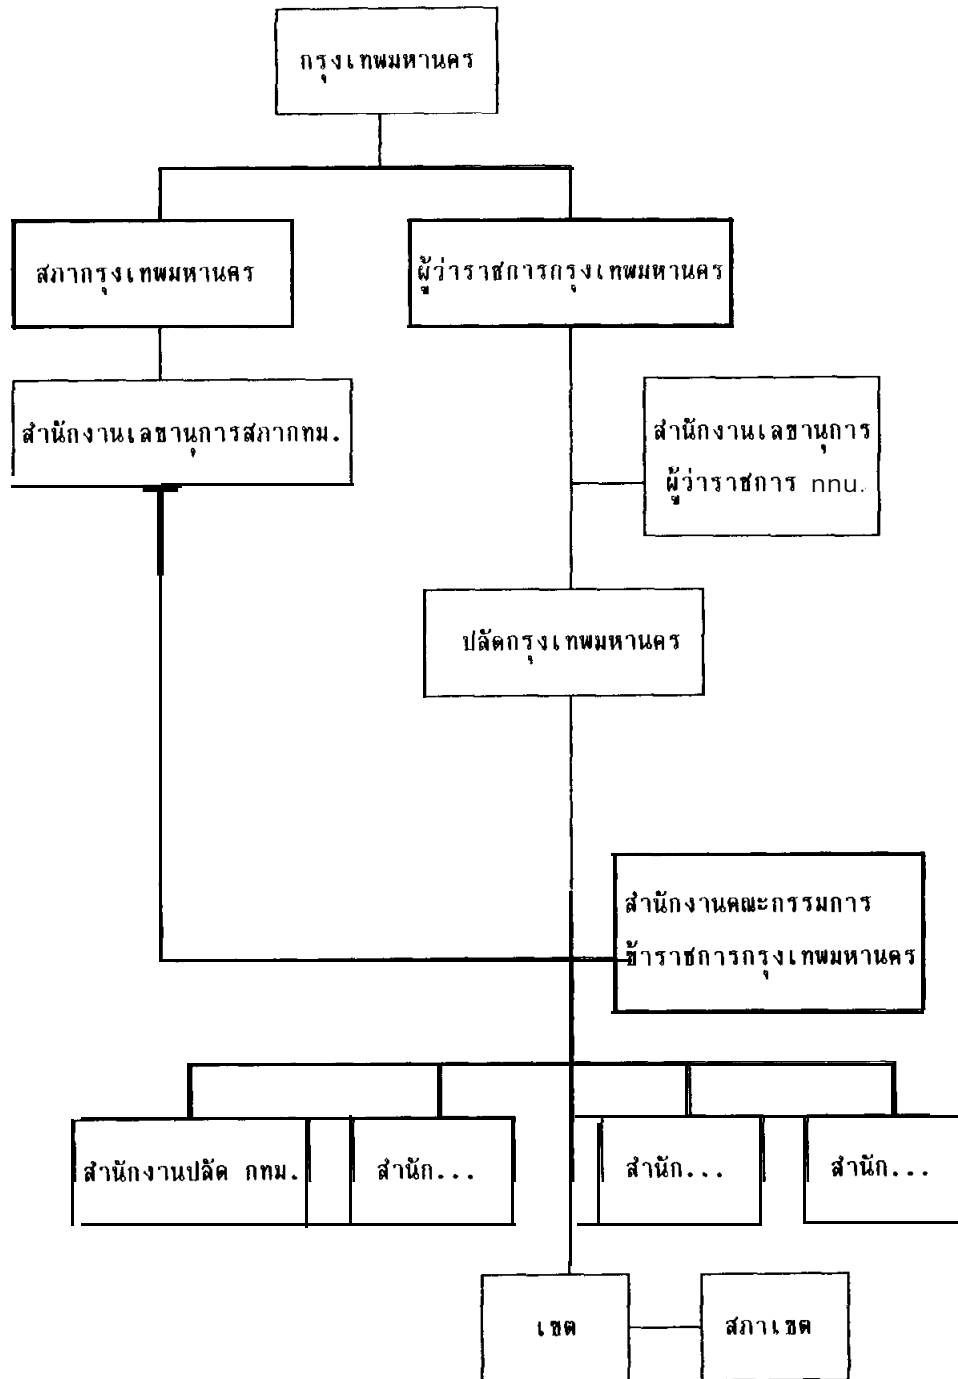 กรุงเทพมหานคร
สภากรุงเทพมหานคร
ผู้ว่าราชการกรุงเทพมหานคร
สำนักงานเลขานุการสภากทม.
สำนักงานเลขานุการ
ผู้ว่าราชการ nnu.
ปลัดกรุงเทพมหานคร
สำนักงานคณะกรรมการ
ข้าราชการกรุงเทพมหานคร
สำนักงานปลัด กทม.
สำนัก...
สำนัก...
สำนัก...
เขต
สภาเขต